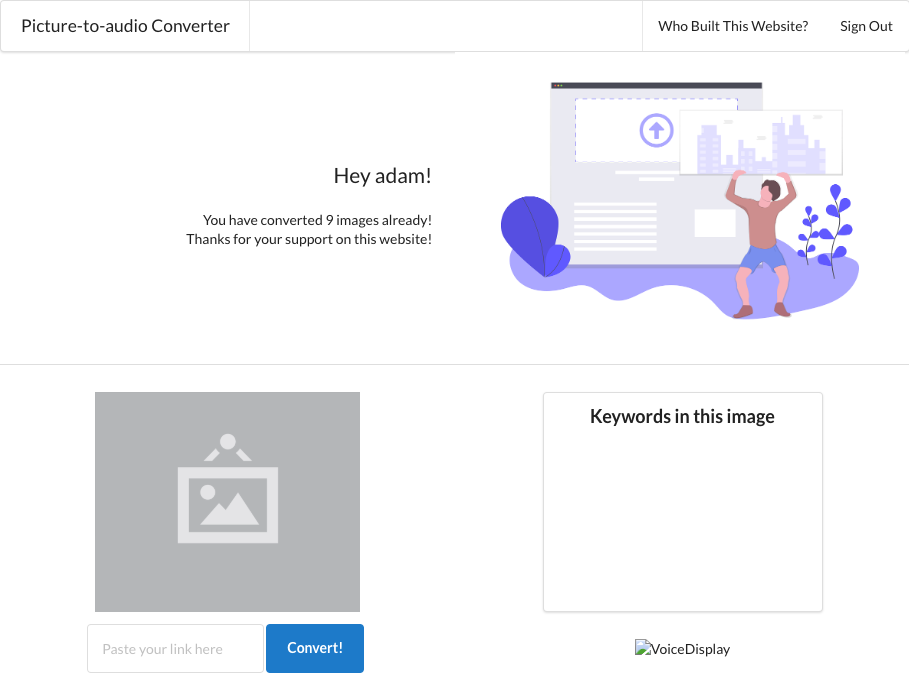 Picture-to-audio Converter
Who Built This Website?
Sign Out
Hey adam!
You have converted 9 images already!
Thanks for your support on this website!
Keywords in this image
Paste your link here
Convert!
VoiceDisplay